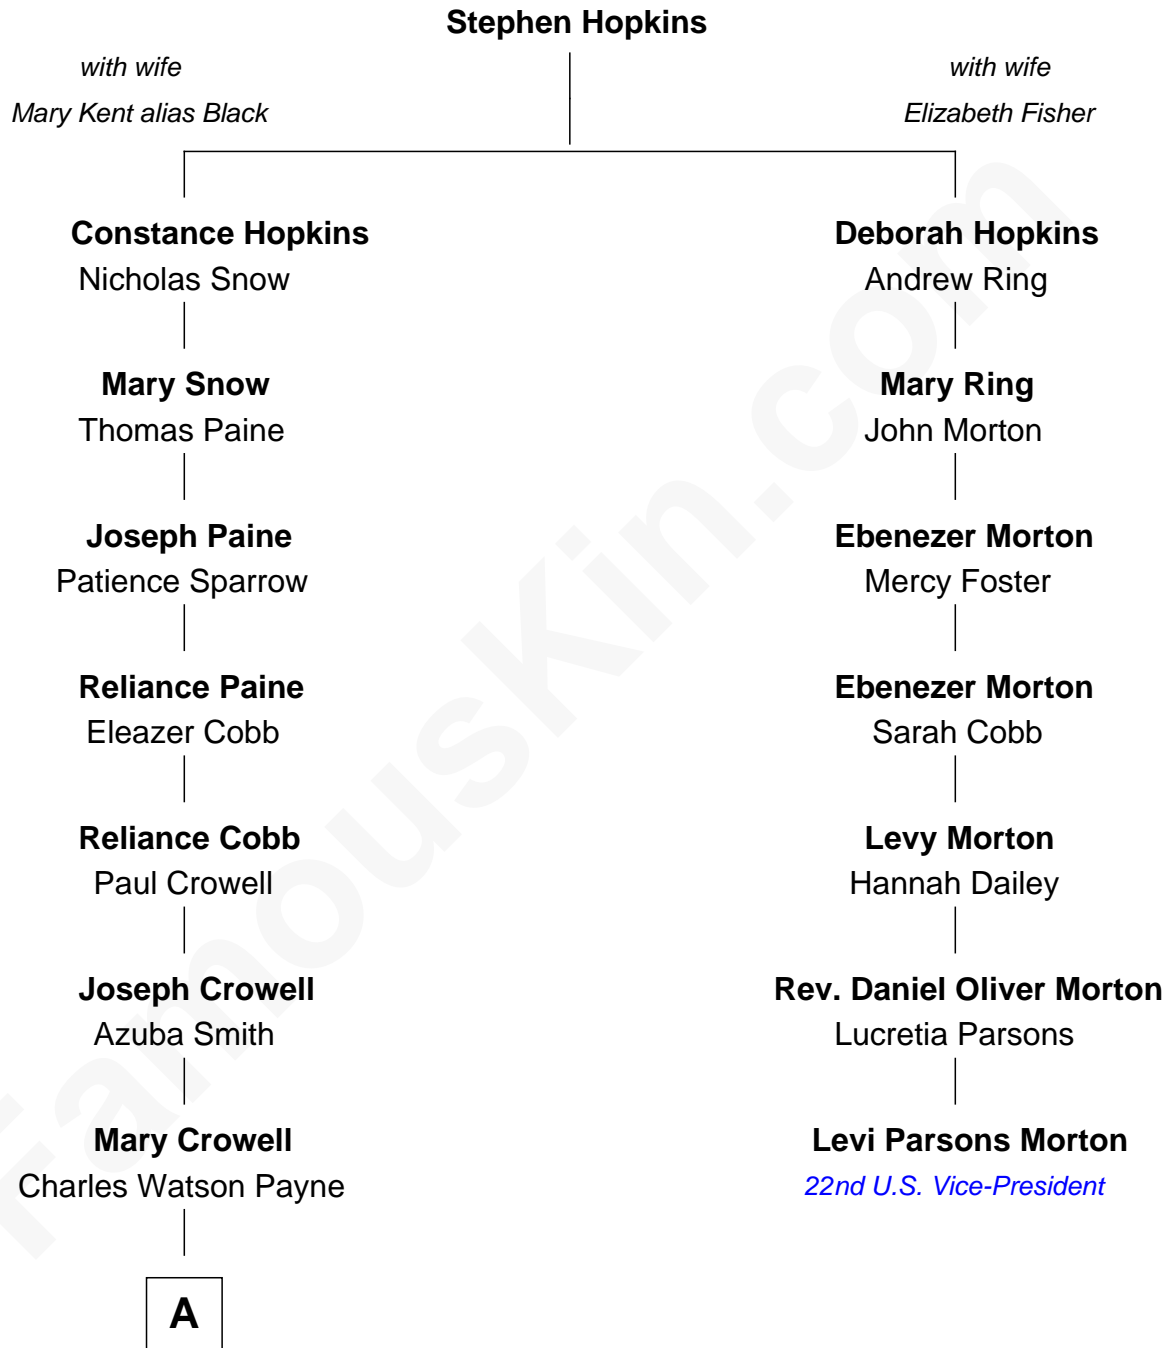 Stephen Hopkins
with wife
Mary Kent alias Black
with wife
Elizabeth Fisher
Constance Hopkins
Nicholas Snow
Deborah Hopkins
Andrew Ring
Mary Snow
Thomas Paine
Mary Ring
John Morton
Joseph Paine
Patience Sparrow
Ebenezer Morton
Mercy Foster
Reliance Paine
Eleazer Cobb
Ebenezer Morton
Sarah Cobb
Reliance Cobb
Paul Crowell
Levy Morton
Hannah Dailey
Joseph Crowell
Azuba Smith
Rev. Daniel Oliver Morton
Lucretia Parsons
Mary Crowell
Charles Watson Payne
Levi Parsons Morton
22nd U.S. Vice-President
A
FamousKin.com